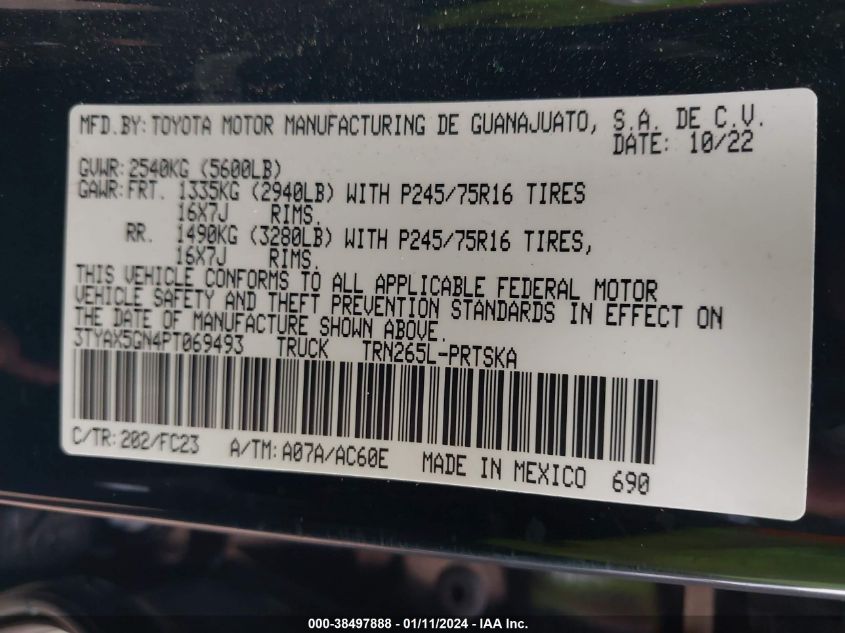 MFD.BY: TOYOTA MOTOR MANUFACTURING DE GUANAJUATO, S.A. DE C.V.
DATE: 10/22
GVWR: 2540KG (5600LB)
GAWR: FRT. 1335KG (2940LB) WITH P245/75R16 TIRES
16X7J RIMS.
RR. 1490KG (3280LB) WITH P245/75R16 TIRES,
16X7J RIMS.
THIS VEHICLE CONFORMS TO ALL APPLICABLE FEDERAL MOTOR
VEHICLE SAFETY AND THEFT PREVENTION STANDARDS IN EFFECT ON
THE DATE OF MANUFACTURE SHOWN ABOVE.
3TYAX5GN4PT069493 TRUCK TRN265L-PRTSKA
C/TR: 202/FC23 A/TM: A07A/AC60E MADE IN MEXICO 690
000-38497888 - 01/11/2024 - IAA Inc.